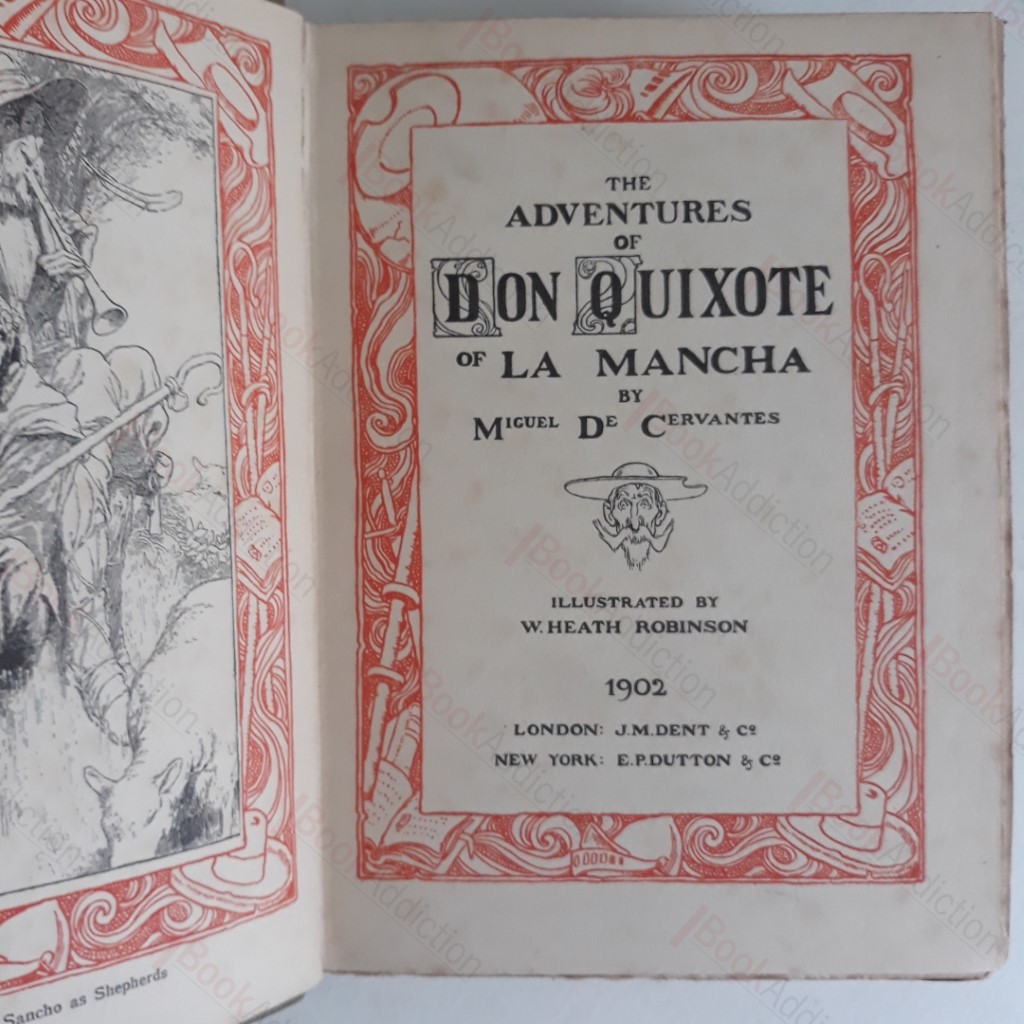 Sancho as Shepherds
THE
ADVENTURES
OF
DON QUIXOTE
OF LA MANCHA
BY
MIGUEL DE CERVANTES
ILLUSTRATED BY
W. HEATH ROBINSON
1902
LONDON: J.M.DENT & Cº
NEW YORK: E.P.DUTTON & Cº
BookAddiction